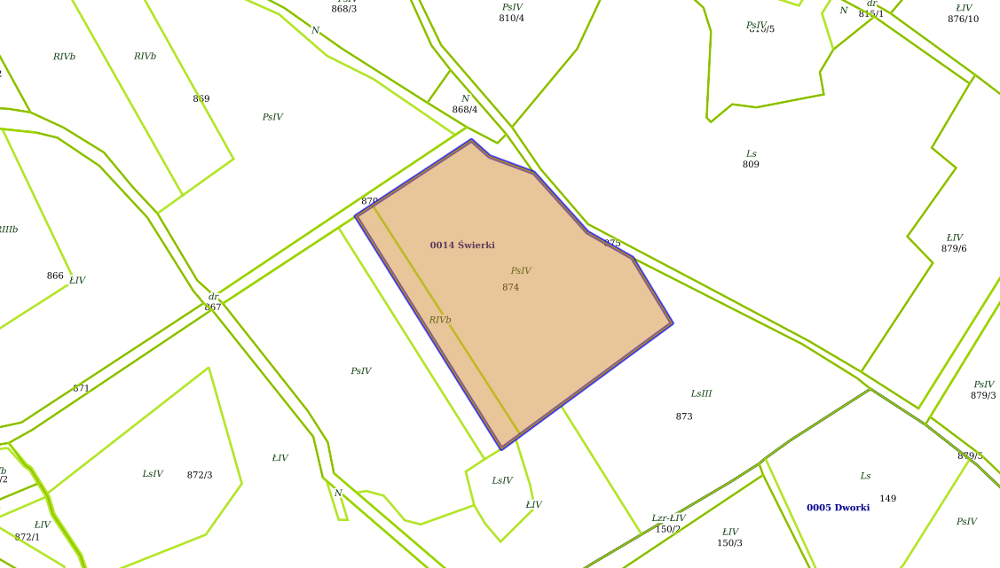 868/3
PsIV
810/4
N
PsIV
N
dr
815/1
ŁIV
876/10
RIVb
RIVb
869
PsIV
N
868/4
Ls
809
870
RIIIb
866
ŁIV
0014 Świerki
PsIV
874
875
ŁIV
879/6
dr
867
RIVb
PsIV
871
LsIII
873
PsIV
879/3
ŁIV
LsIV
872/3
N
LsIV
ŁIV
879/5
Ls
149
0005 Dworki
ŁIV
872/1
Lzr-ŁIV
150/2
ŁIV
150/3
PsIV